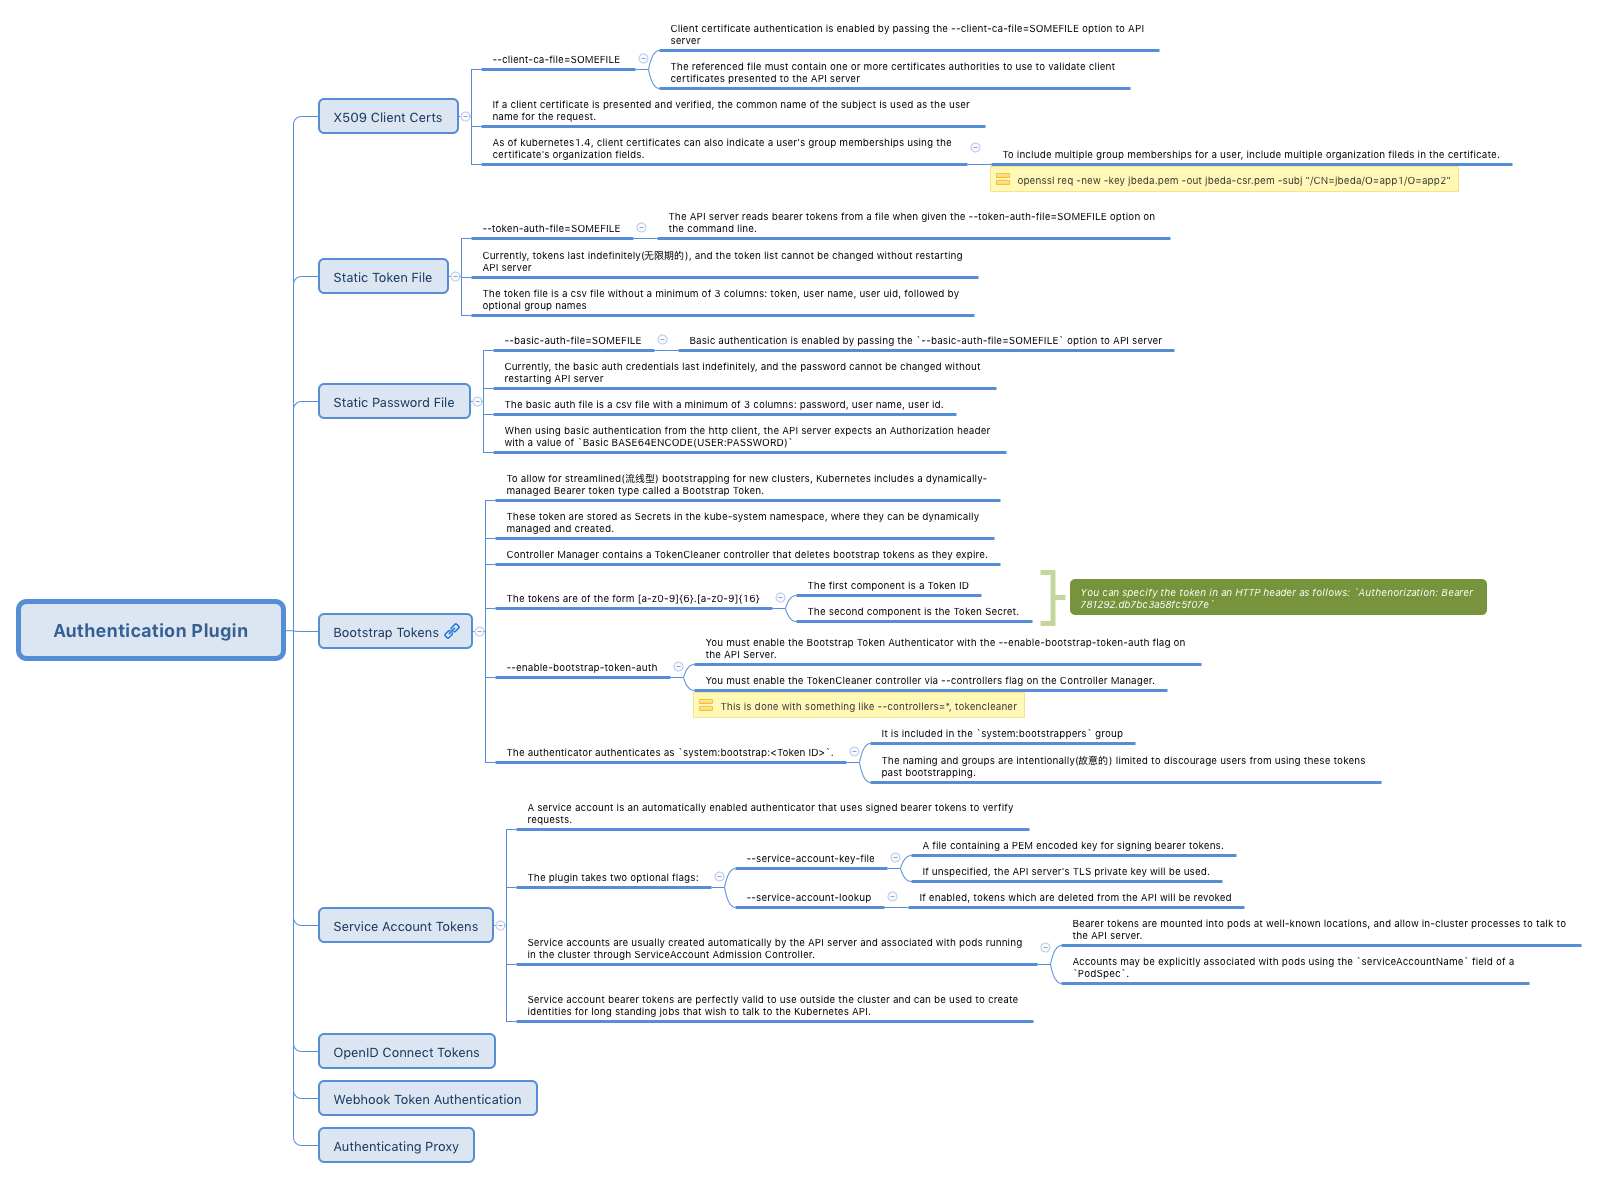 Authentication Plugin
X509 Client Certs
--client-ca-file=SOMEFILE
Client certificate authentication is enabled by passing the --client-ca-file=SOMEFILE option to API
server
The referenced file must contain one or more certificates authorities to use to validate client
certificates presented to the API server
If a client certificate is presented and verified, the common name of the subject is used as the user
name for the request.
As of kubernetes1.4, client certificates can also indicate a user's group memberships using the
certificate's organization fields.
To include multiple group memberships for a user, include multiple organization fileds in the certificate.
openssl req -new -key jbeda.pem -out jbeda-csr.pem -subj "/CN=jbeda/O=app1/O=app2"
Static Token File
--token-auth-file=SOMEFILE
The API server reads bearer tokens from a file when given the --token-auth-file=SOMEFILE option on
the command line.
Currently, tokens last indefinitely(无限期的), and the token list cannot be changed without restarting
API server
The token file is a csv file without a minimum of 3 columns: token, user name, user uid, followed by
optional group names
Static Password File
--basic-auth-file=SOMEFILE
Basic authentication is enabled by passing the `--basic-auth-file=SOMEFILE` option to API server
Currently, the basic auth credentials last indefinitely, and the password cannot be changed without
restarting API server
The basic auth file is a csv file with a minimum of 3 columns: password, user name, user id.
When using basic authentication from the http client, the API server expects an Authorization header
with a value of `Basic BASE64ENCODE(USER:PASSWORD)`
Bootstrap Tokens
To allow for streamlined(流线型) bootstrapping for new clusters, Kubernetes includes a dynamically-
managed Bearer token type called a Bootstrap Token.
These token are stored as Secrets in the kube-system namespace, where they can be dynamically
managed and created.
Controller Manager contains a TokenCleaner controller that deletes bootstrap tokens as they expire.
The tokens are of the form [a-z0-9]{6}.[a-z0-9]{16}
The first component is a Token ID
The second component is the Token Secret.
You can specify the token in an HTTP header as follows: `Authenorization: Bearer
781292.db7bc3a58fc5f07e`
--enable-bootstrap-token-auth
You must enable the Bootstrap Token Authenticator with the --enable-bootstrap-token-auth flag on
the API Server.
You must enable the TokenCleaner controller via --controllers flag on the Controller Manager.
This is done with something like --controllers=*, tokencleaner
The authenticator authenticates as `system:bootstrap:<Token ID>`.
It is included in the `system:bootstrappers` group
The naming and groups are intentionally(故意的) limited to discourage users from using these tokens
past bootstrapping.
Service Account Tokens
A service account is an automatically enabled authenticator that uses signed bearer tokens to verfify
requests.
The plugin takes two optional flags:
--service-account-key-file
A file containing a PEM encoded key for signing bearer tokens.
If unspecified, the API server's TLS private key will be used.
--service-account-lookup
If enabled, tokens which are deleted from the API will be revoked
Service accounts are usually created automatically by the API server and associated with pods running
in the cluster through ServiceAccount Admission Controller.
Bearer tokens are mounted into pods at well-known locations, and allow in-cluster processes to talk to
the API server.
Accounts may be explicitly associated with pods using the `serviceAccountName` field of a
`PodSpec`.
Service account bearer tokens are perfectly valid to use outside the cluster and can be used to create
identities for long standing jobs that wish to talk to the Kubernetes API.
OpenID Connect Tokens
Webhook Token Authentication
Authenticating Proxy